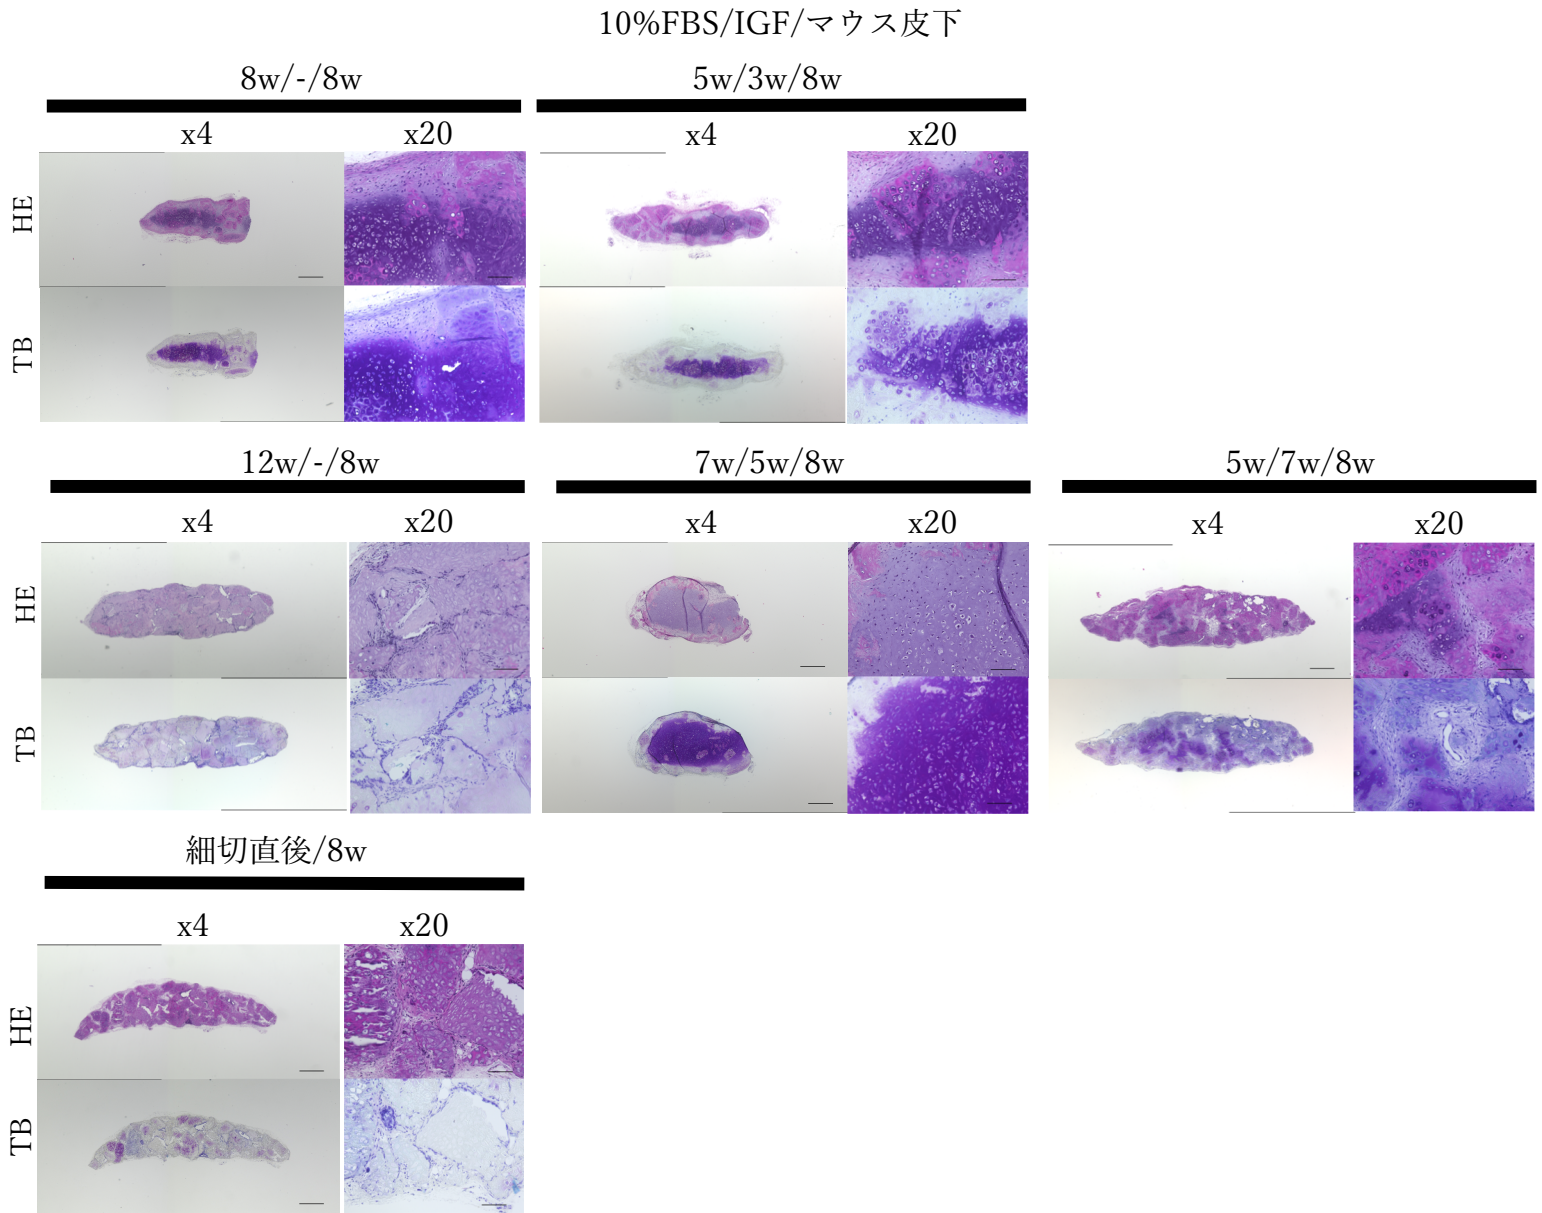 10%FBS/IGF/マウス皮下
8w/-/8w
5w/3w/8w
x4
x20
x4
x20
HE
TB
12w/-/8w
7w/5w/8w
5w/7w/8w
x4
x20
x4
x20
x4
x20
HE
TB
細切直後/8w
x4
x20
HE
TB